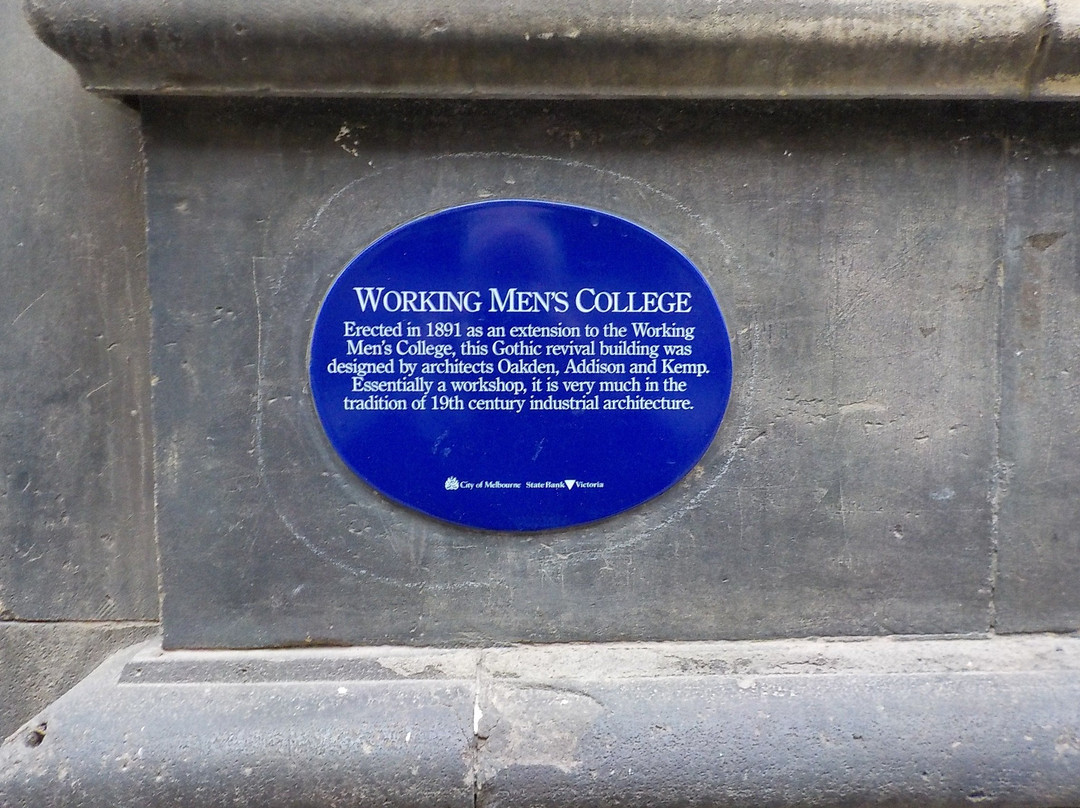 WORKING MEN'S COLLEGE
Erected in 1891 as an extension to the Working
Men's College, this Gothic revival building was
designed by architects Oakden, Addison and Kemp.
Essentially a workshop, it is very much in the
tradition of 19th century industrial architecture.
City of Melbourne State Bank Victoria